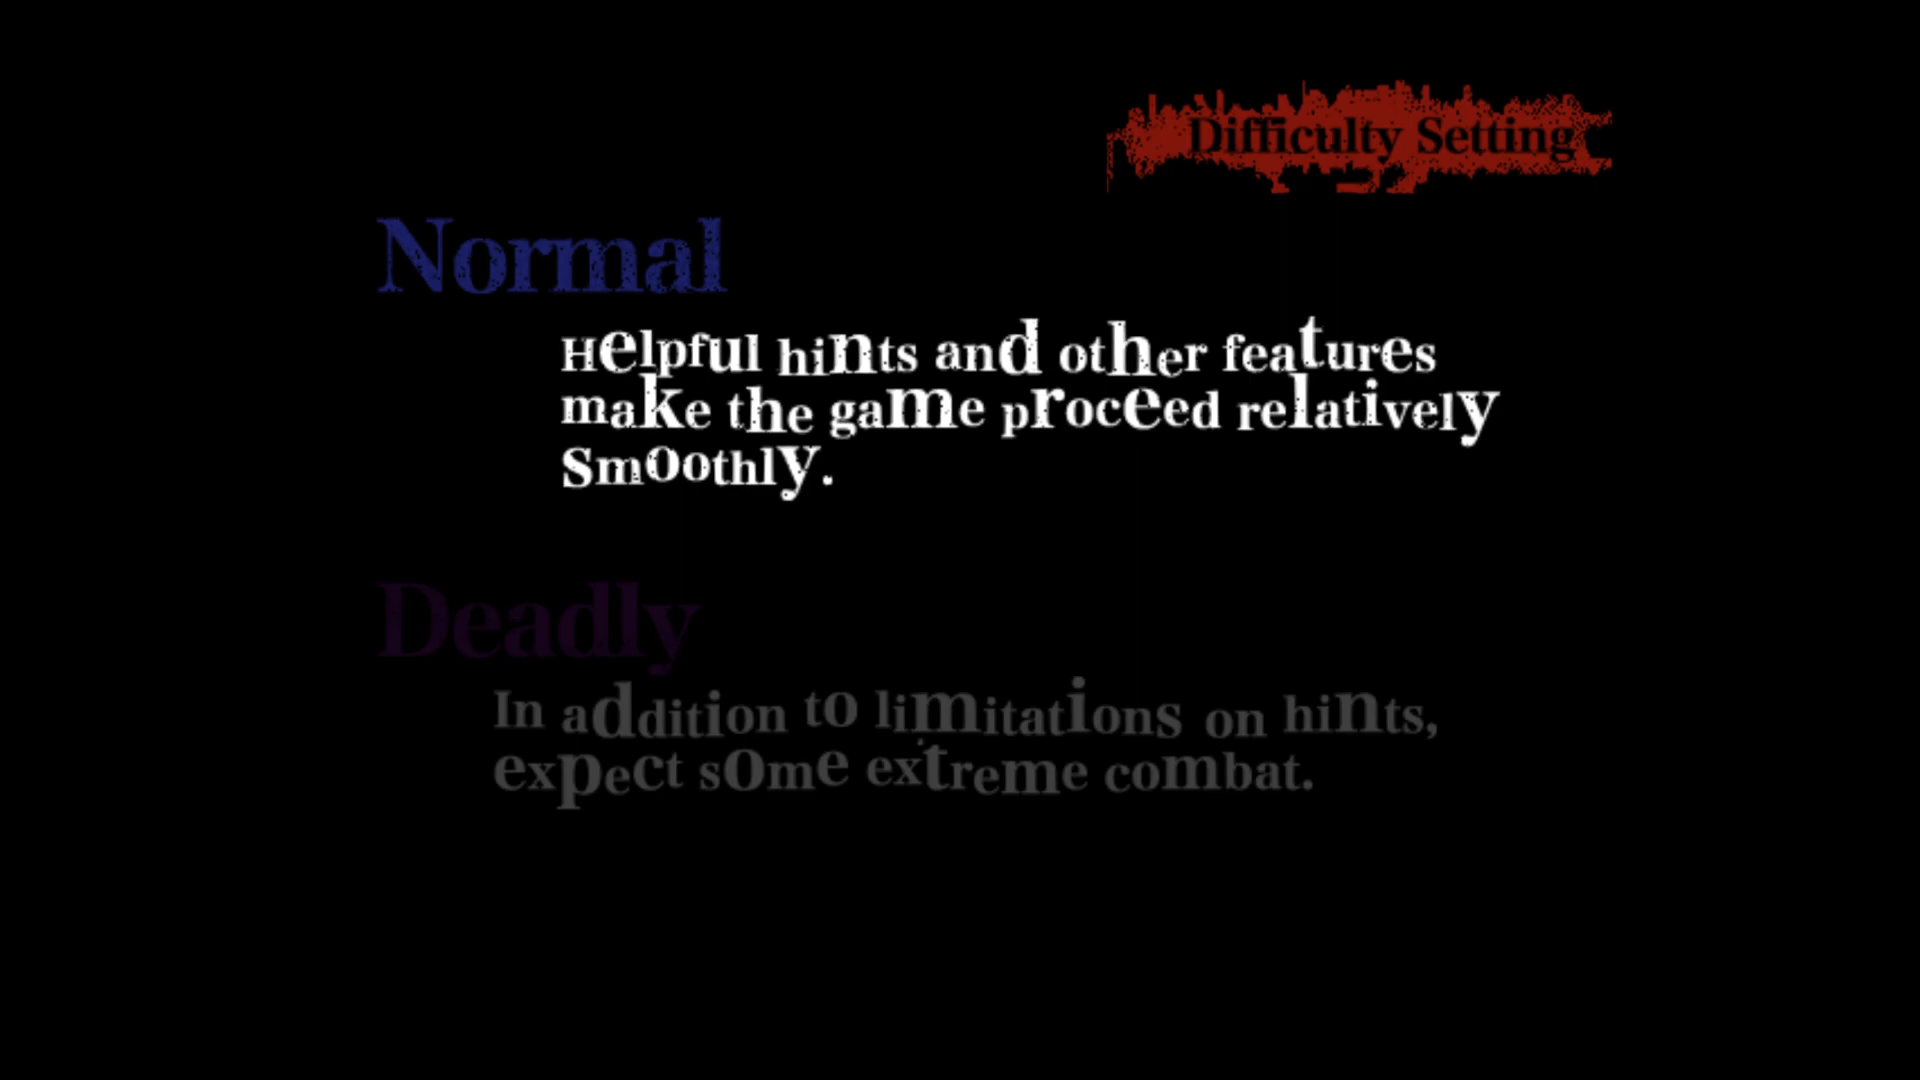 Difficulty Setting
Normal
Helpful hints and other features
make the game proceed relatively
Smoothly.
Deadly
In addition to limitations on hints,
expect some extreme combat.